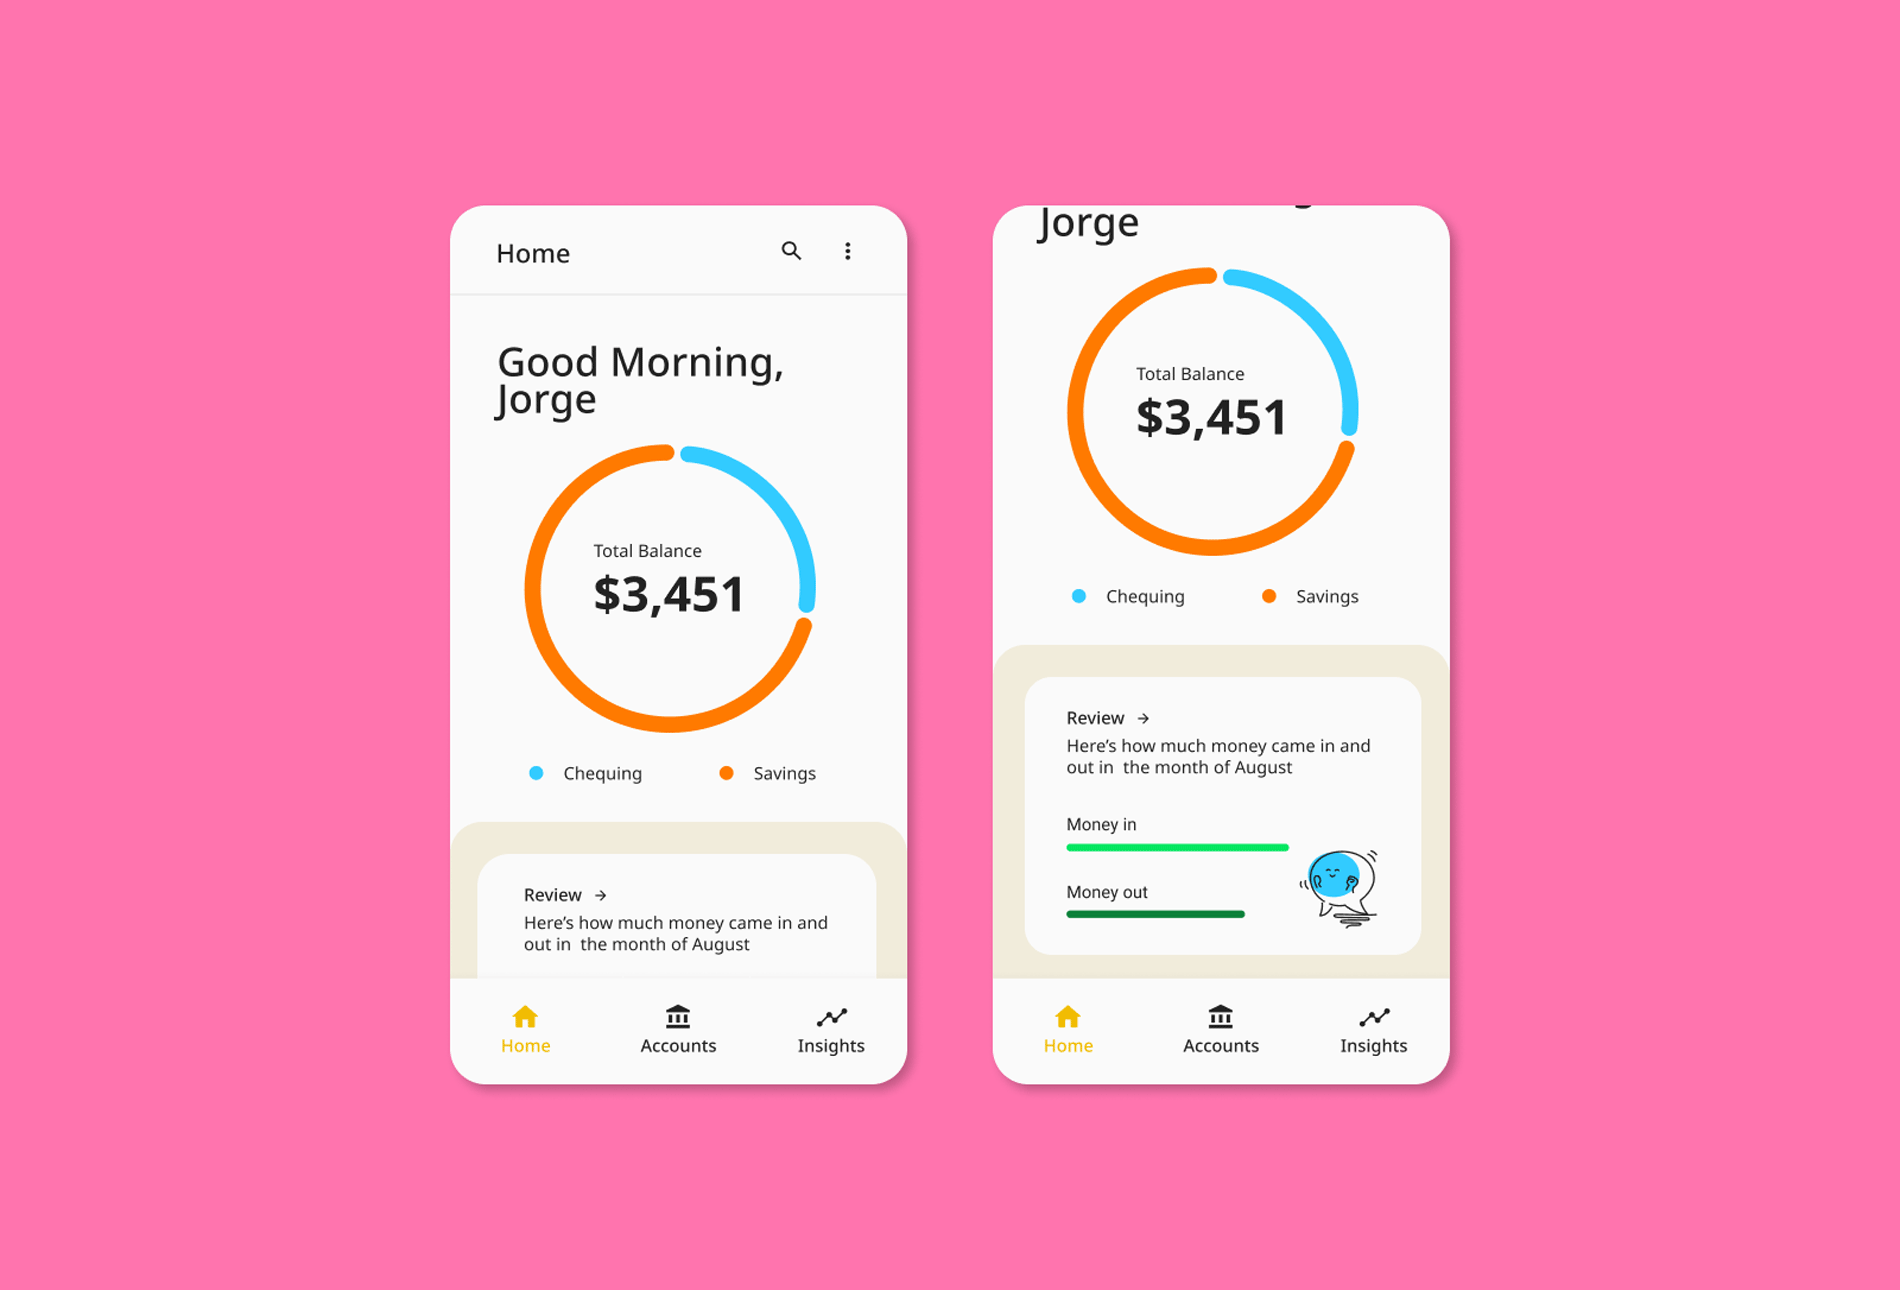 Home
Good Morning,
Jorge
Total Balance
$3,451
Chequing
Savings
Review →
Here's how much money came in and
out in  the month of August
Home
Accounts
Insights
Jorge
Total Balance
$3,451
Chequing
Savings
Review →
Here's how much money came in and
out in  the month of August
Money in
Money out
Home
Accounts
Insights